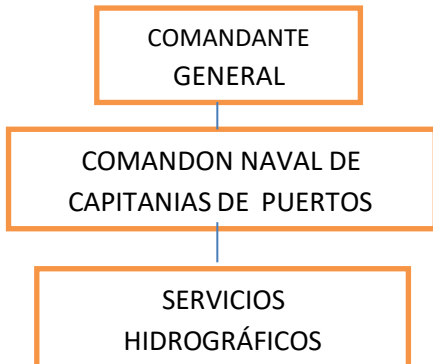 COMANDANTE
GENERAL
COMANDON NAVAL DE
CAPITANIAS DE PUERTOS
SERVICIOS
HIDROGRÁFICOS